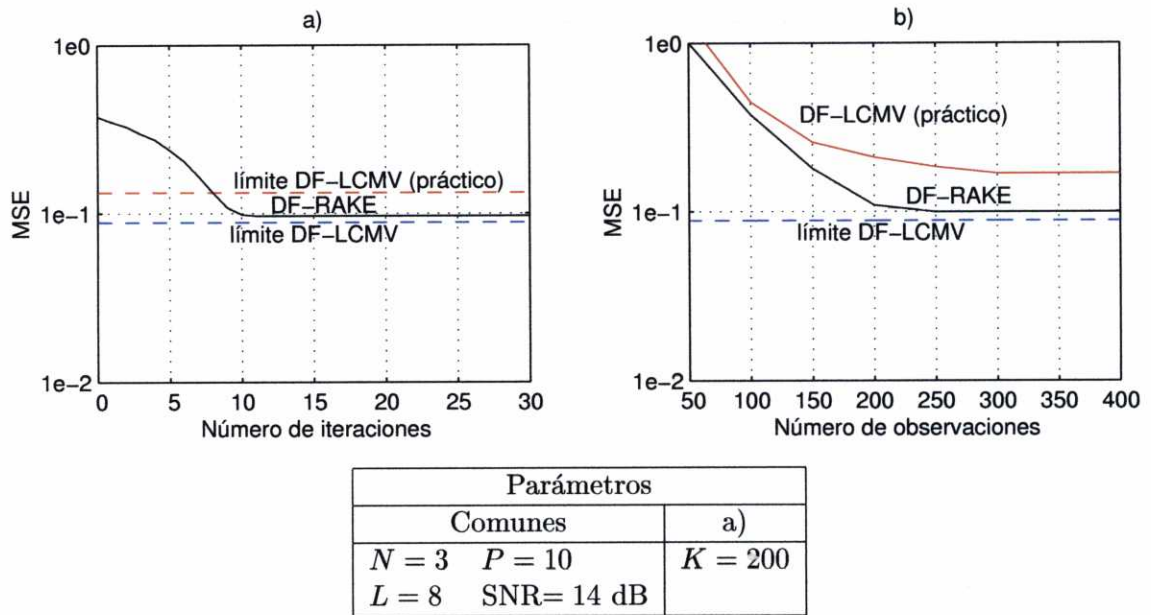 a)
MSE
1e0
1e-1
1e-2
límite DF-LCMV (práctico)
DF-RAKE
límite DF-LCMV
0 5 10 15 20 25 30
Número de iteraciones
b)
MSE
1e0
1e-1
1e-2
DF-LCMV (práctico)
DF-RAKE
límite DF-LCMV
50 100 150 200 250 300 350 400
Número de observaciones
Parámetros
Comunes a)
N = 3 P = 10 K = 200
L = 8 SNR= 14 dB